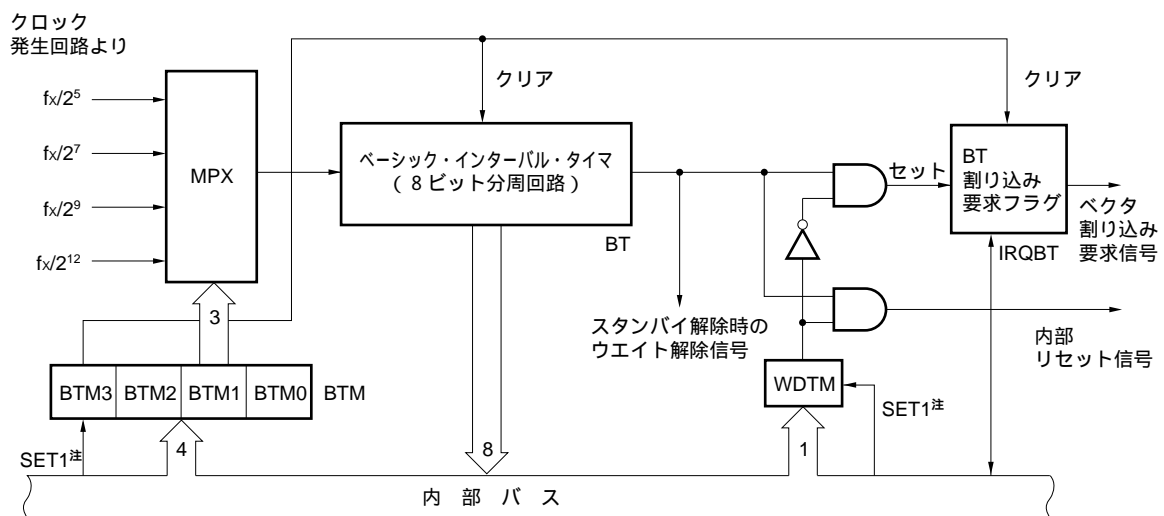 クロック
発生回路より
fX/2⁵
fX/2⁷
fX/2⁹
fX/2¹²
MPX
クリア
ベーシック・インターバル・タイマ
(8ビット分周回路)
BT
セット
BT
割り込み
要求フラグ
IRQBT
ベクタ
割り込み
要求信号
3
スタンバイ解除時の
ウエイト解除信号
内部
リセット信号
BTM3
BTM2
BTM1
BTM0
BTM
WDTM
SET1注
4
8
1
SET1注
内 部 バ ス